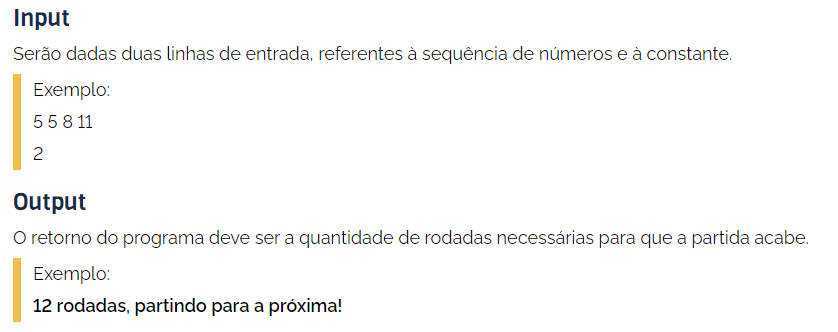 Input
Serão dadas duas linhas de entrada, referentes à sequência de números e à constante.
Exemplo:
5 5 8 11
2
Output
O retorno do programa deve ser a quantidade de rodadas necessárias para que a partida acabe.
Exemplo:
12 rodadas, partindo para a próxima!